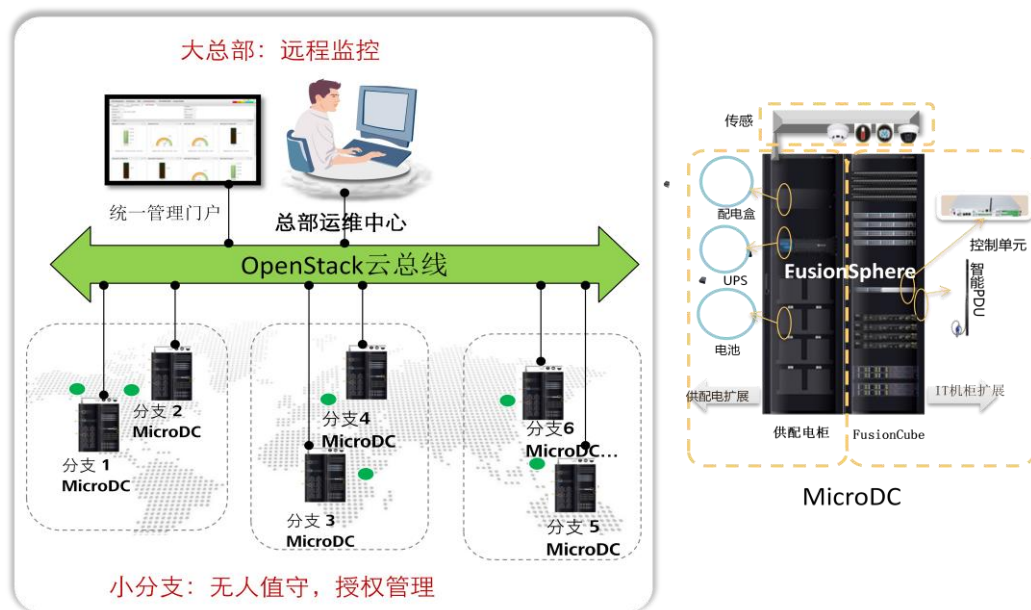 大总部：远程监控
统一管理门户
总部运维中心
OpenStack云总线
分支 1
MicroDC
分支 2
MicroDC
分支 3
MicroDC
分支4
MicroDC
分支6
MicroDC...
分支 5
MicroDC
小分支：无人值守，授权管理
传感
配电盒
UPS
电池
FusionSphere
控制单元
智能PDU
供配电扩展
IT机柜扩展
供配电柜
FusionCube
MicroDC